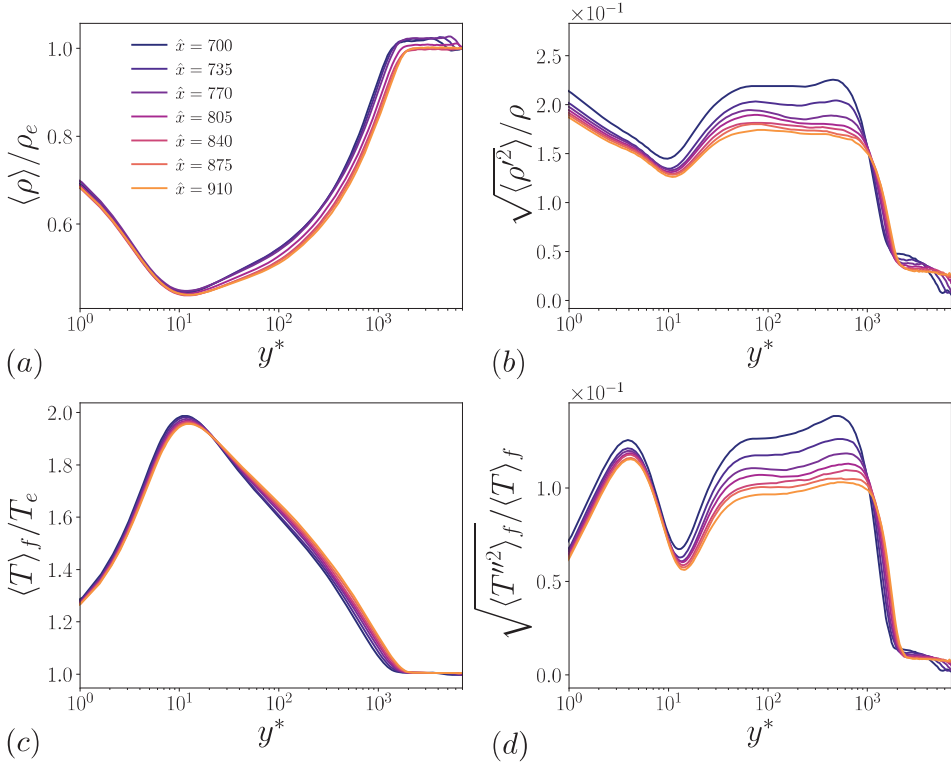 ⟨ρ⟩/ρ_e
1.0
0.8
0.6
x̂ = 700
x̂ = 735
x̂ = 770
x̂ = 805
x̂ = 840
x̂ = 875
x̂ = 910
10⁰ 10¹ 10² 10³
y*
(a)
×10⁻¹
√⟨ρ′²⟩/ρ
2.5
2.0
1.5
1.0
0.5
0.0
10⁰ 10¹ 10² 10³
y*
(b)
⟨T⟩_f/T_e
2.0
1.8
1.6
1.4
1.2
1.0
10⁰ 10¹ 10² 10³
y*
(c)
×10⁻¹
√⟨T″²⟩_f/⟨T⟩_f
1.0
0.5
0.0
10⁰ 10¹ 10² 10³
y*
(d)